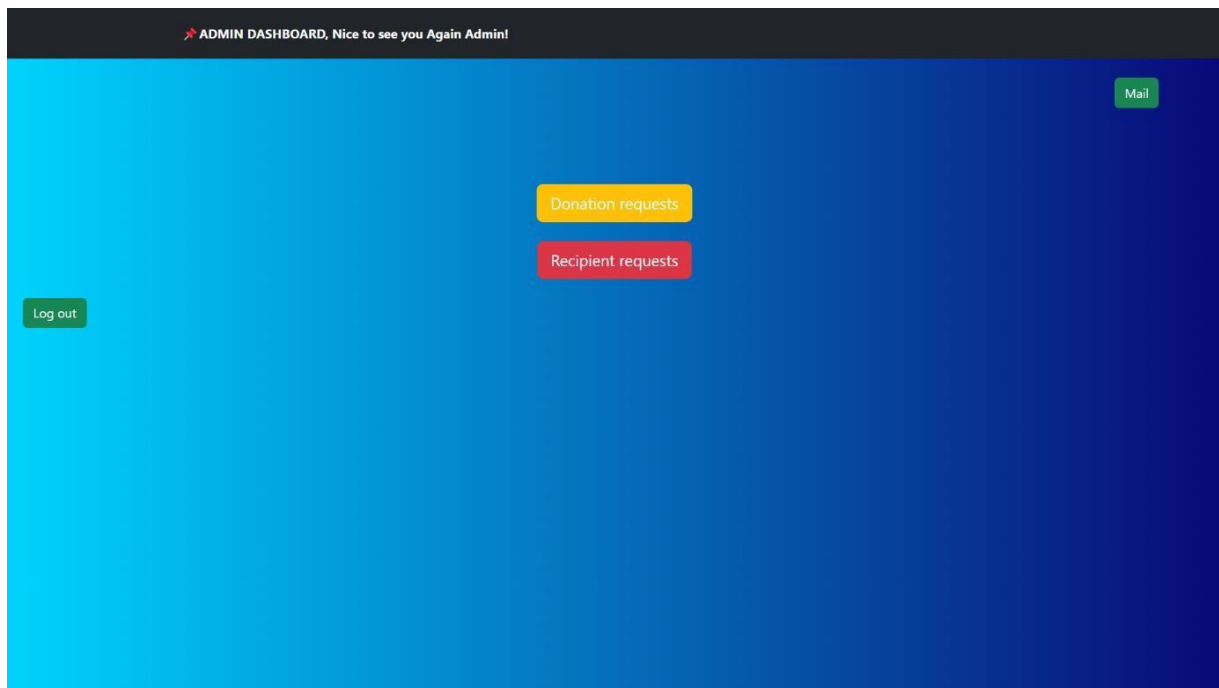 📌 ADMIN DASHBOARD, Nice to see you Again Admin!
Mail
Donation requests
Recipient requests
Log out